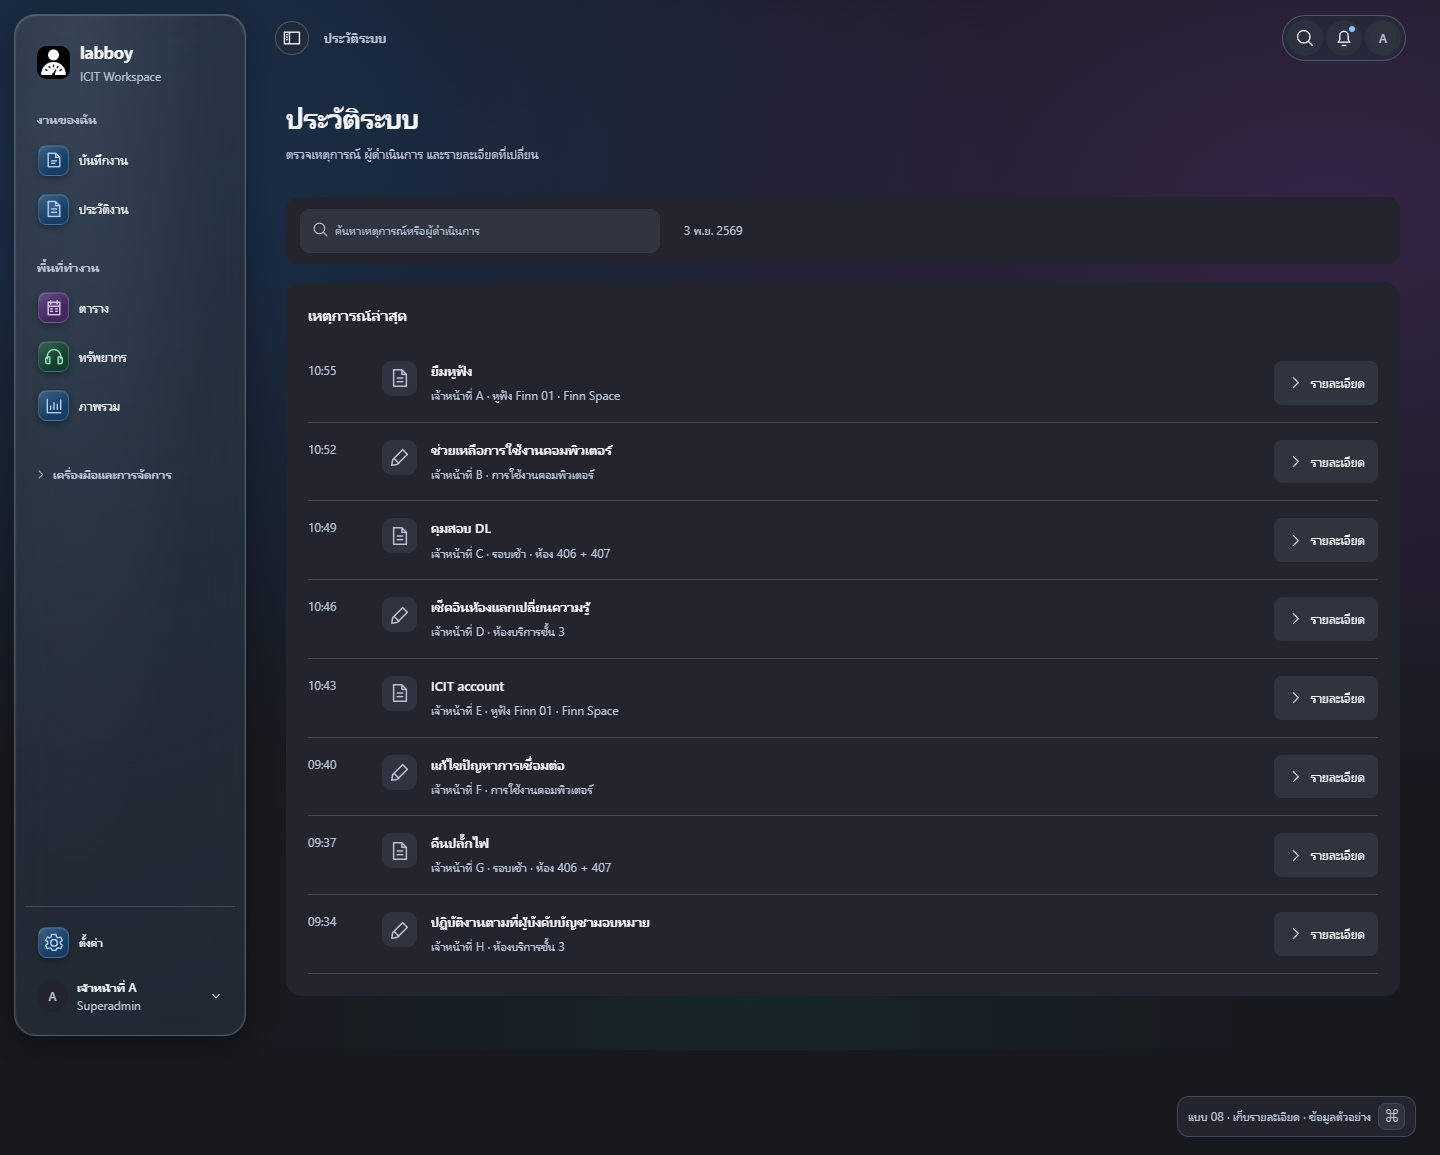 labboy
ICIT Workspace
งานของฉัน
บันทึกงาน
ประวัติงาน
พื้นที่ทำงาน
ตาราง
ทรัพยากร
ภาพรวม
เครื่องมือและการจัดการ
ตั้งค่า
A
เจ้าหน้าที่ A
Superadmin
ประวัติระบบ
A
ประวัติระบบ
ตรวจเหตุการณ์ ผู้ดำเนินการ และรายละเอียดที่เปลี่ยน
ค้นหาเหตุการณ์หรือผู้ดำเนินการ
3 พ.ย. 2569
เหตุการณ์ล่าสุด
10:55
ยืมหูฟัง
เจ้าหน้าที่ A · หูฟัง Finn 01 · Finn Space
รายละเอียด
10:52
ช่วยเหลือการใช้งานคอมพิวเตอร์
เจ้าหน้าที่ B · การใช้งานคอมพิวเตอร์
รายละเอียด
10:49
คุมสอบ DL
เจ้าหน้าที่ C · รอบเช้า · ห้อง 406 + 407
รายละเอียด
10:46
เช็คอินห้องแลกเปลี่ยนความรู้
เจ้าหน้าที่ D · ห้องบริการชั้น 3
รายละเอียด
10:43
ICIT account
เจ้าหน้าที่ E · หูฟัง Finn 01 · Finn Space
รายละเอียด
09:40
แก้ไขปัญหาการเชื่อมต่อ
เจ้าหน้าที่ F · การใช้งานคอมพิวเตอร์
รายละเอียด
09:37
คืนปลั๊กไฟ
เจ้าหน้าที่ G · รอบเช้า · ห้อง 406 + 407
รายละเอียด
09:34
ปฏิบัติงานตามที่ผู้บังคับบัญชามอบหมาย
เจ้าหน้าที่ H · ห้องบริการชั้น 3
รายละเอียด
แบบ 08 · เก็บรายละเอียด · ข้อมูลตัวอย่าง ⌘